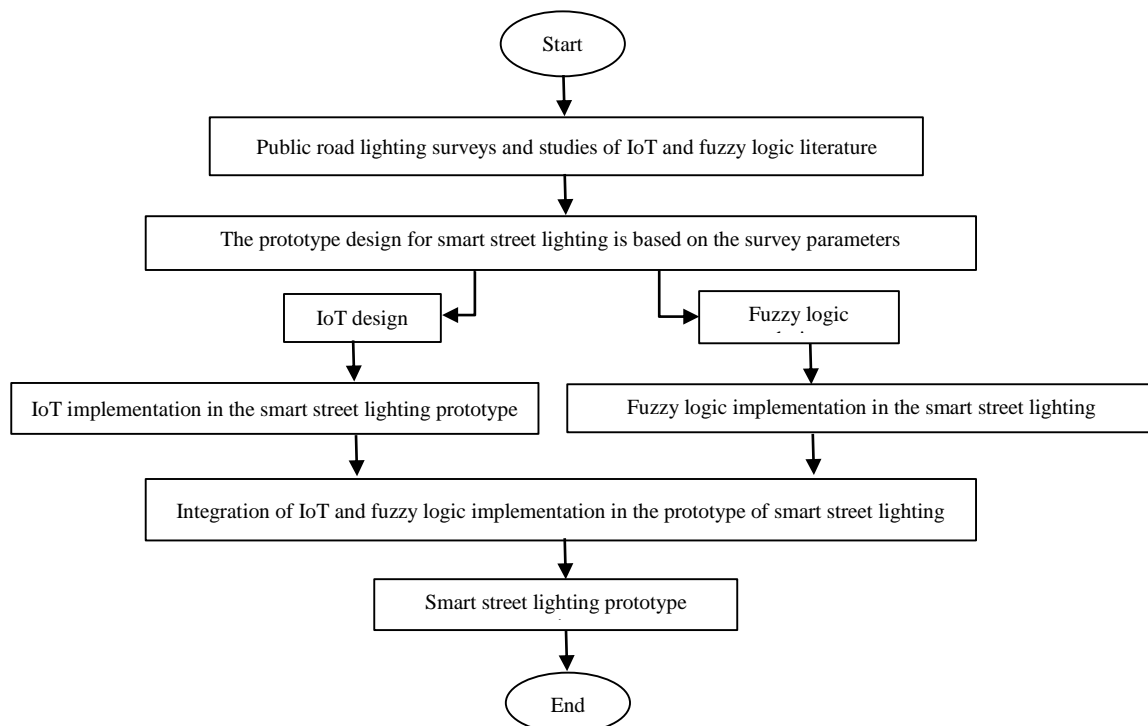 Start
Public road lighting surveys and studies of IoT and fuzzy logic literature
The prototype design for smart street lighting is based on the survey parameters
IoT design
Fuzzy logic
IoT implementation in the smart street lighting prototype
Fuzzy logic implementation in the smart street lighting
Integration of IoT and fuzzy logic implementation in the prototype of smart street lighting
Smart street lighting prototype
End